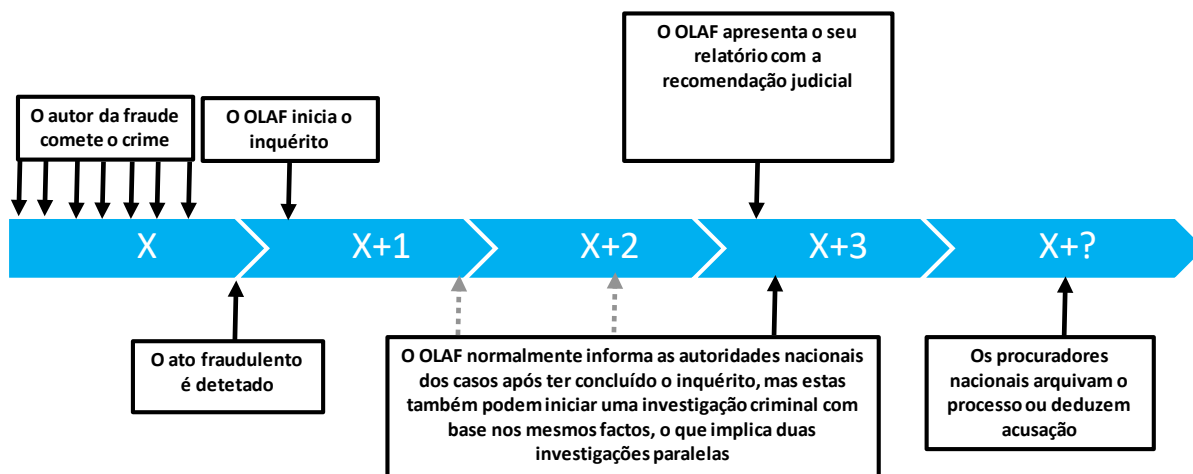 O OLAF apresenta o seu
relatório com a
recomendação judicial
O autor da fraude
comete o crime
O OLAF inicia o
inquérito
X
X+1
X+2
X+3
X+?
O ato fraudulento
é detetado
O OLAF normalmente informa as autoridades nacionais
dos casos após ter concluído o inquérito, mas estas
também podem iniciar uma investigação criminal com
base nos mesmos factos, o que implica duas
investigações paralelas
Os procuradores
nacionais arquivam o
processo ou deduzem
acusação